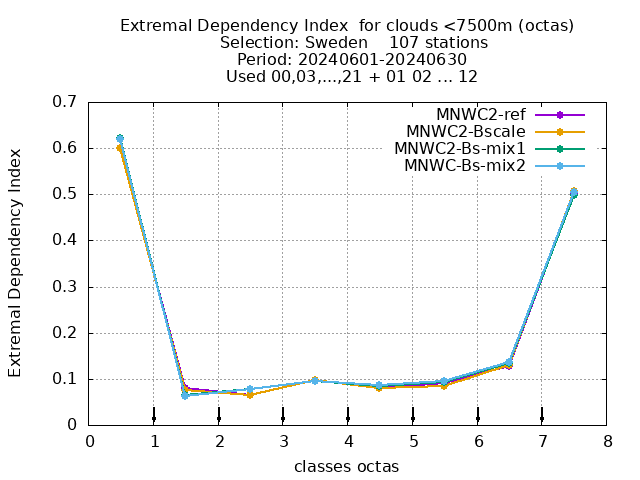 Extremal Dependency Index  for clouds <7500m (octas)
Selection: Sweden    107 stations
Period: 20240601-20240630
Used 00,03,...,21 + 01 02 ... 12
MNWC2-ref
MNWC2-Bscale
MNWC2-Bs-mix1
MNWC-Bs-mix2
Extremal Dependency Index
0.7
0.6
0.5
0.4
0.3
0.2
0.1
0
0 1 2 3 4 5 6 7 8
classes octas